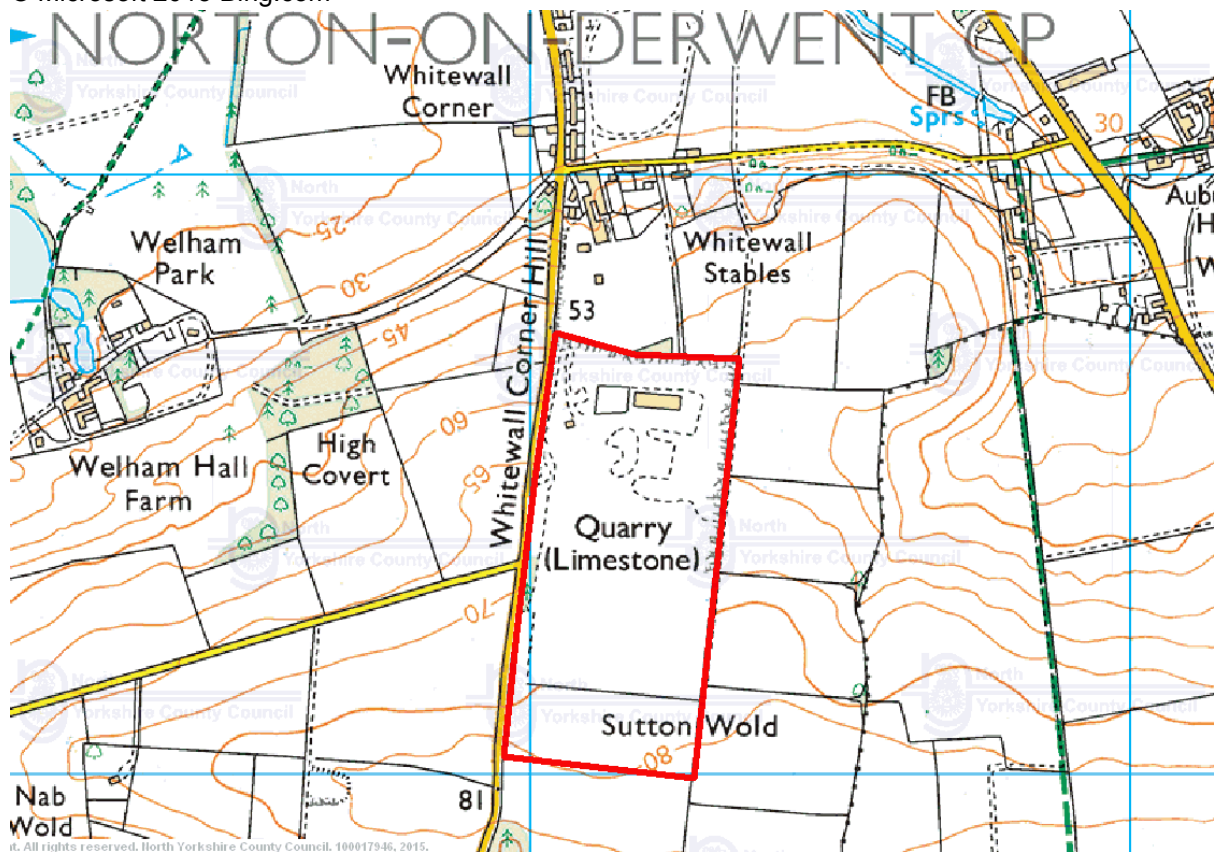 © Microsoft 2015 Bing.com
NORTON-ON-DERWENT CP
Whitewall
Corner
FB
Sprs
30
25
Welham
Park
30
45
Whitewall Corner Hill
53
Whitewall
Stables
Welham Hall
Farm
High
Covert
60
65
70
Quarry
(Limestone)
Sutton Wold
80
81
Nab
Wold
North
Yorkshire County Council
t. All rights reserved. North Yorkshire County Council, 100017946, 2015.